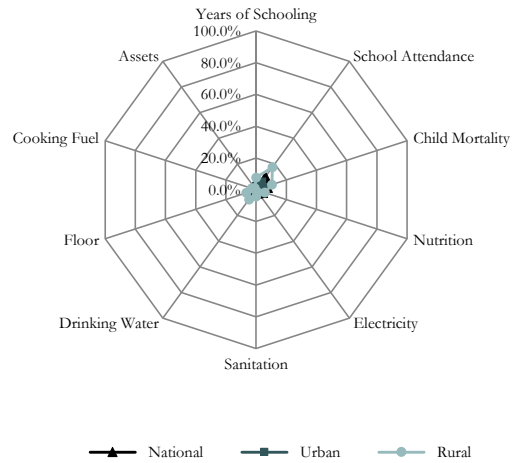 Years of Schooling
100.0%
Assets
School Attendance
80.0%
60.0%
40.0%
Cooking Fuel
Child Mortality
20.0%
0.0%
Floor
Nutrition
Drinking Water
Electricity
Sanitation
National Urban Rural